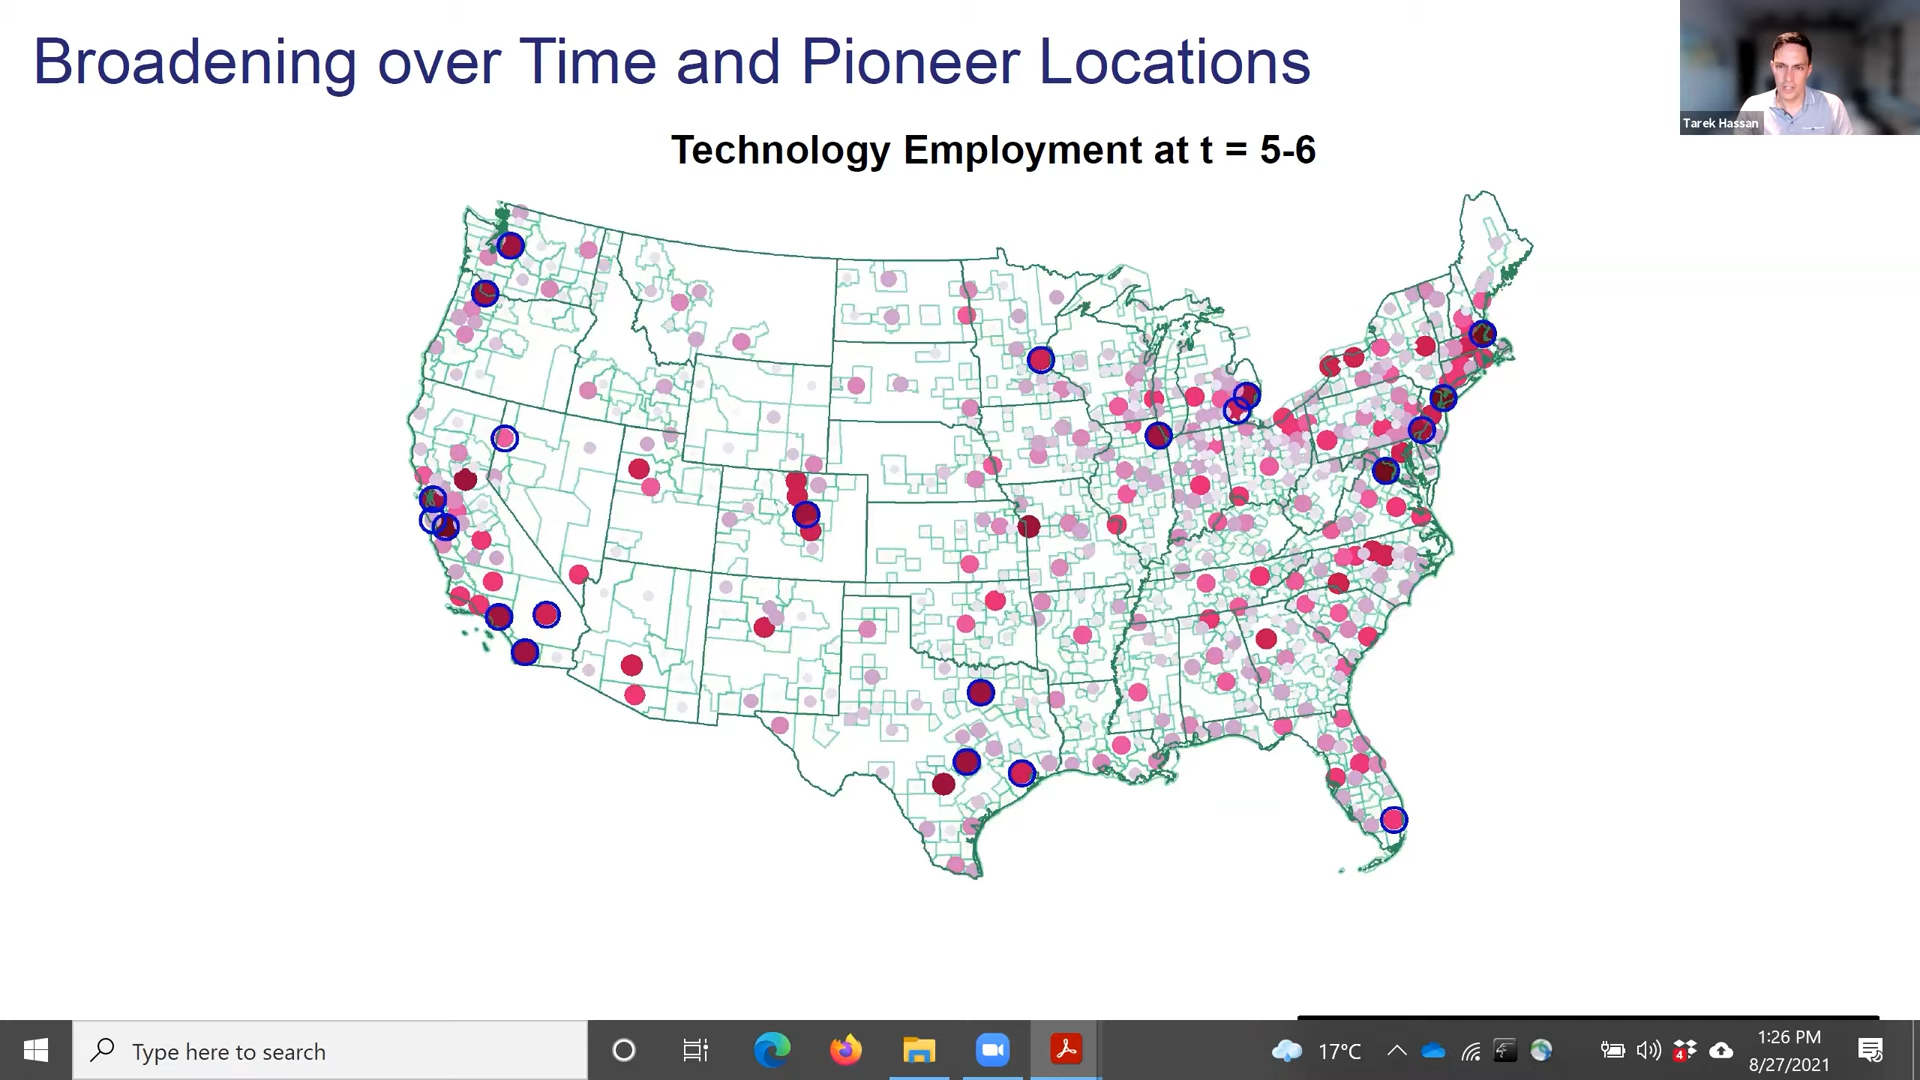 Broadening over Time and Pioneer Locations
Tarek Hassan
Technology Employment at t = 5-6
Type here to search
17°C
4
1:26 PM
8/27/2021